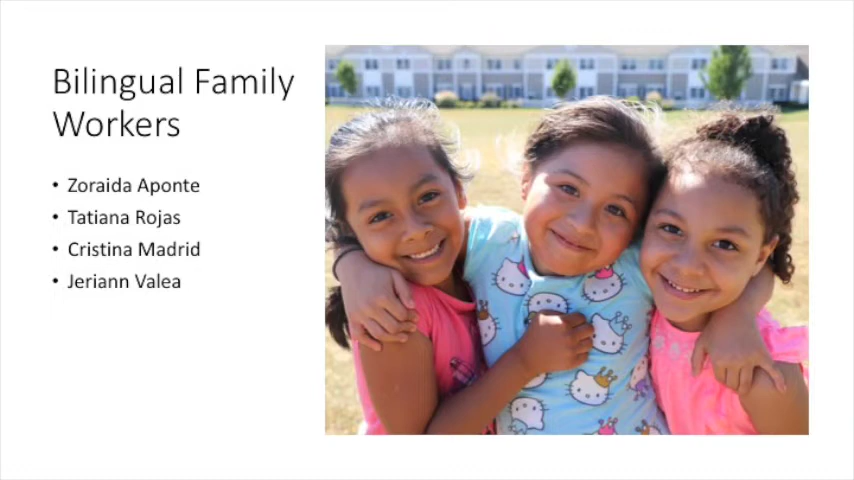 Bilingual Family
Workers
• Zoraida Aponte
• Tatiana Rojas
• Cristina Madrid
• Jeriann Valea